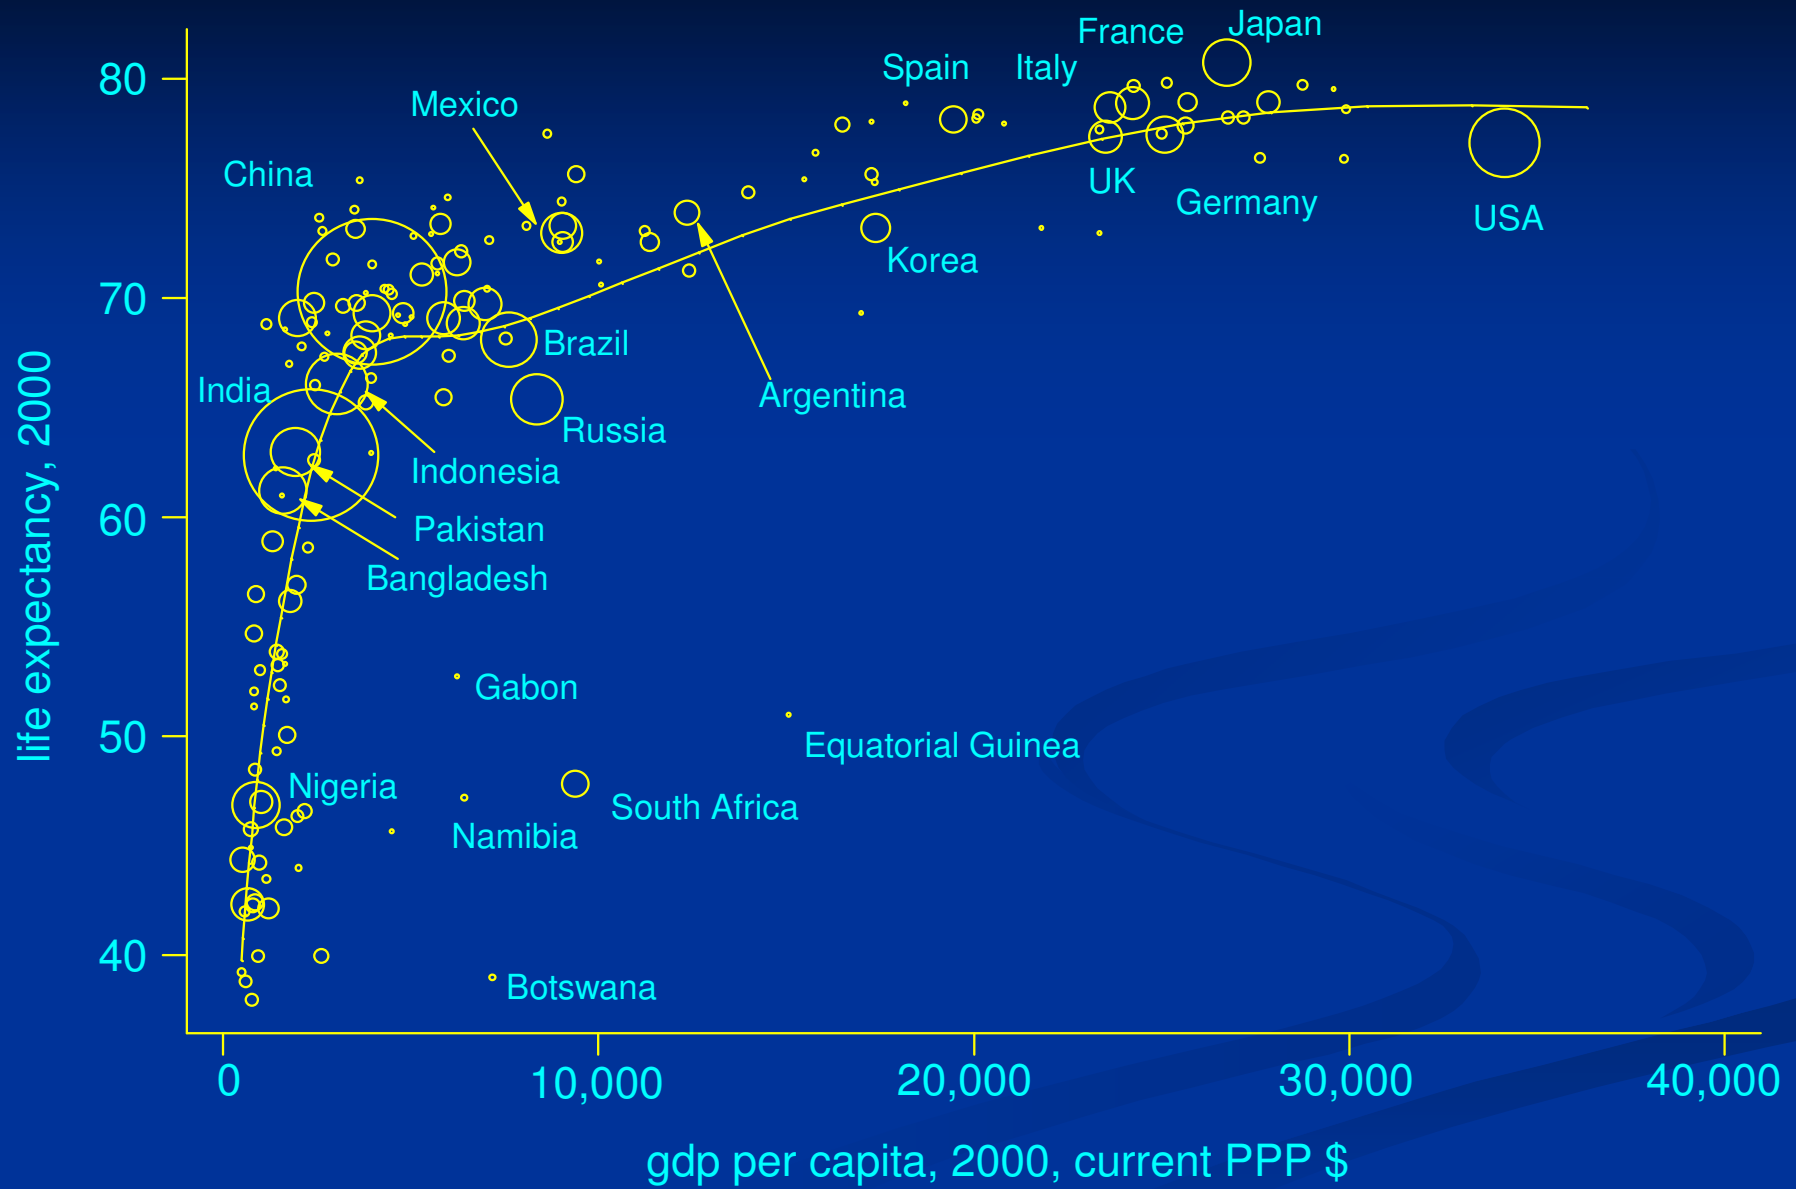 Japan
France
Spain
Italy
80
Mexico
China
UK
Germany
USA
Korea
70
Brazil
India
Argentina
Russia
Indonesia
60
Pakistan
Bangladesh
life expectancy, 2000
Gabon
50
Equatorial Guinea
Nigeria
South Africa
Namibia
40
Botswana
0
10,000
20,000
30,000
40,000
gdp per capita, 2000, current PPP $